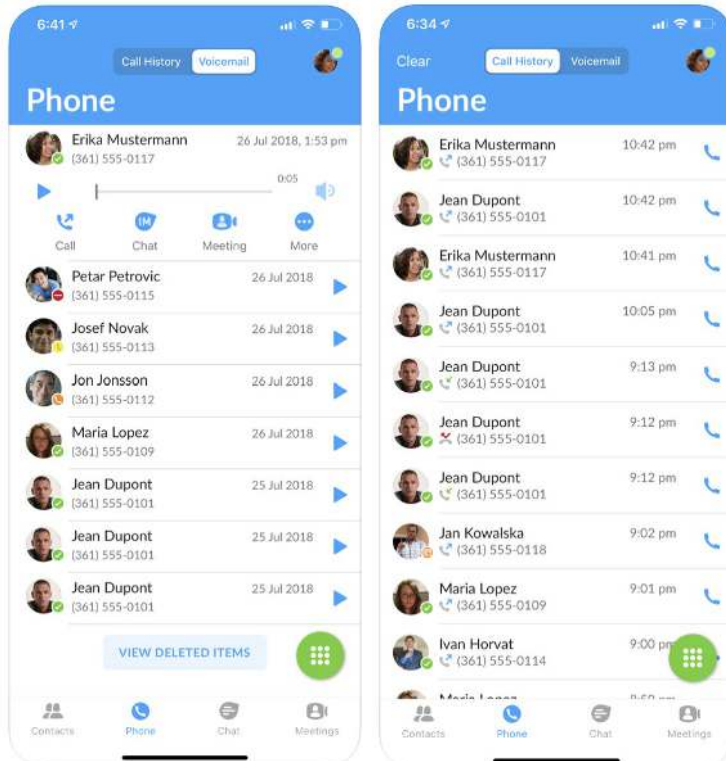 6:41
Call History Voicemail
Phone
Erika Mustermann 26 Jul 2018, 1:53 pm
(361) 555-0117
0:05
IM
Call Chat Meeting More
Petar Petrovic 26 Jul 2018
(361) 555-0115
Josef Novak 26 Jul 2018
(361) 555-0113
Jon Jonsson 26 Jul 2018
(361) 555-0112
Maria Lopez 26 Jul 2018
(361) 555-0109
Jean Dupont 25 Jul 2018
(361) 555-0101
Jean Dupont 25 Jul 2018
(361) 555-0101
Jean Dupont 25 Jul 2018
(361) 555-0101
VIEW DELETED ITEMS
Contacts Phone Chat Meetings
6:34
Clear Call History Voicemail
Phone
Erika Mustermann 10:42 pm
(361) 555-0117
Jean Dupont 10:42 pm
(361) 555-0101
Erika Mustermann 10:41 pm
(361) 555-0117
Jean Dupont 10:05 pm
(361) 555-0101
Jean Dupont 9:13 pm
(361) 555-0101
Jean Dupont 9:12 pm
(361) 555-0101
Jean Dupont 9:12 pm
(361) 555-0101
Jan Kowalska 9:02 pm
(361) 555-0118
Maria Lopez 9:01 pm
(361) 555-0109
Ivan Horvat 9:00 pm
(361) 555-0114
Maria Lopez
Contacts Phone Chat Meetings